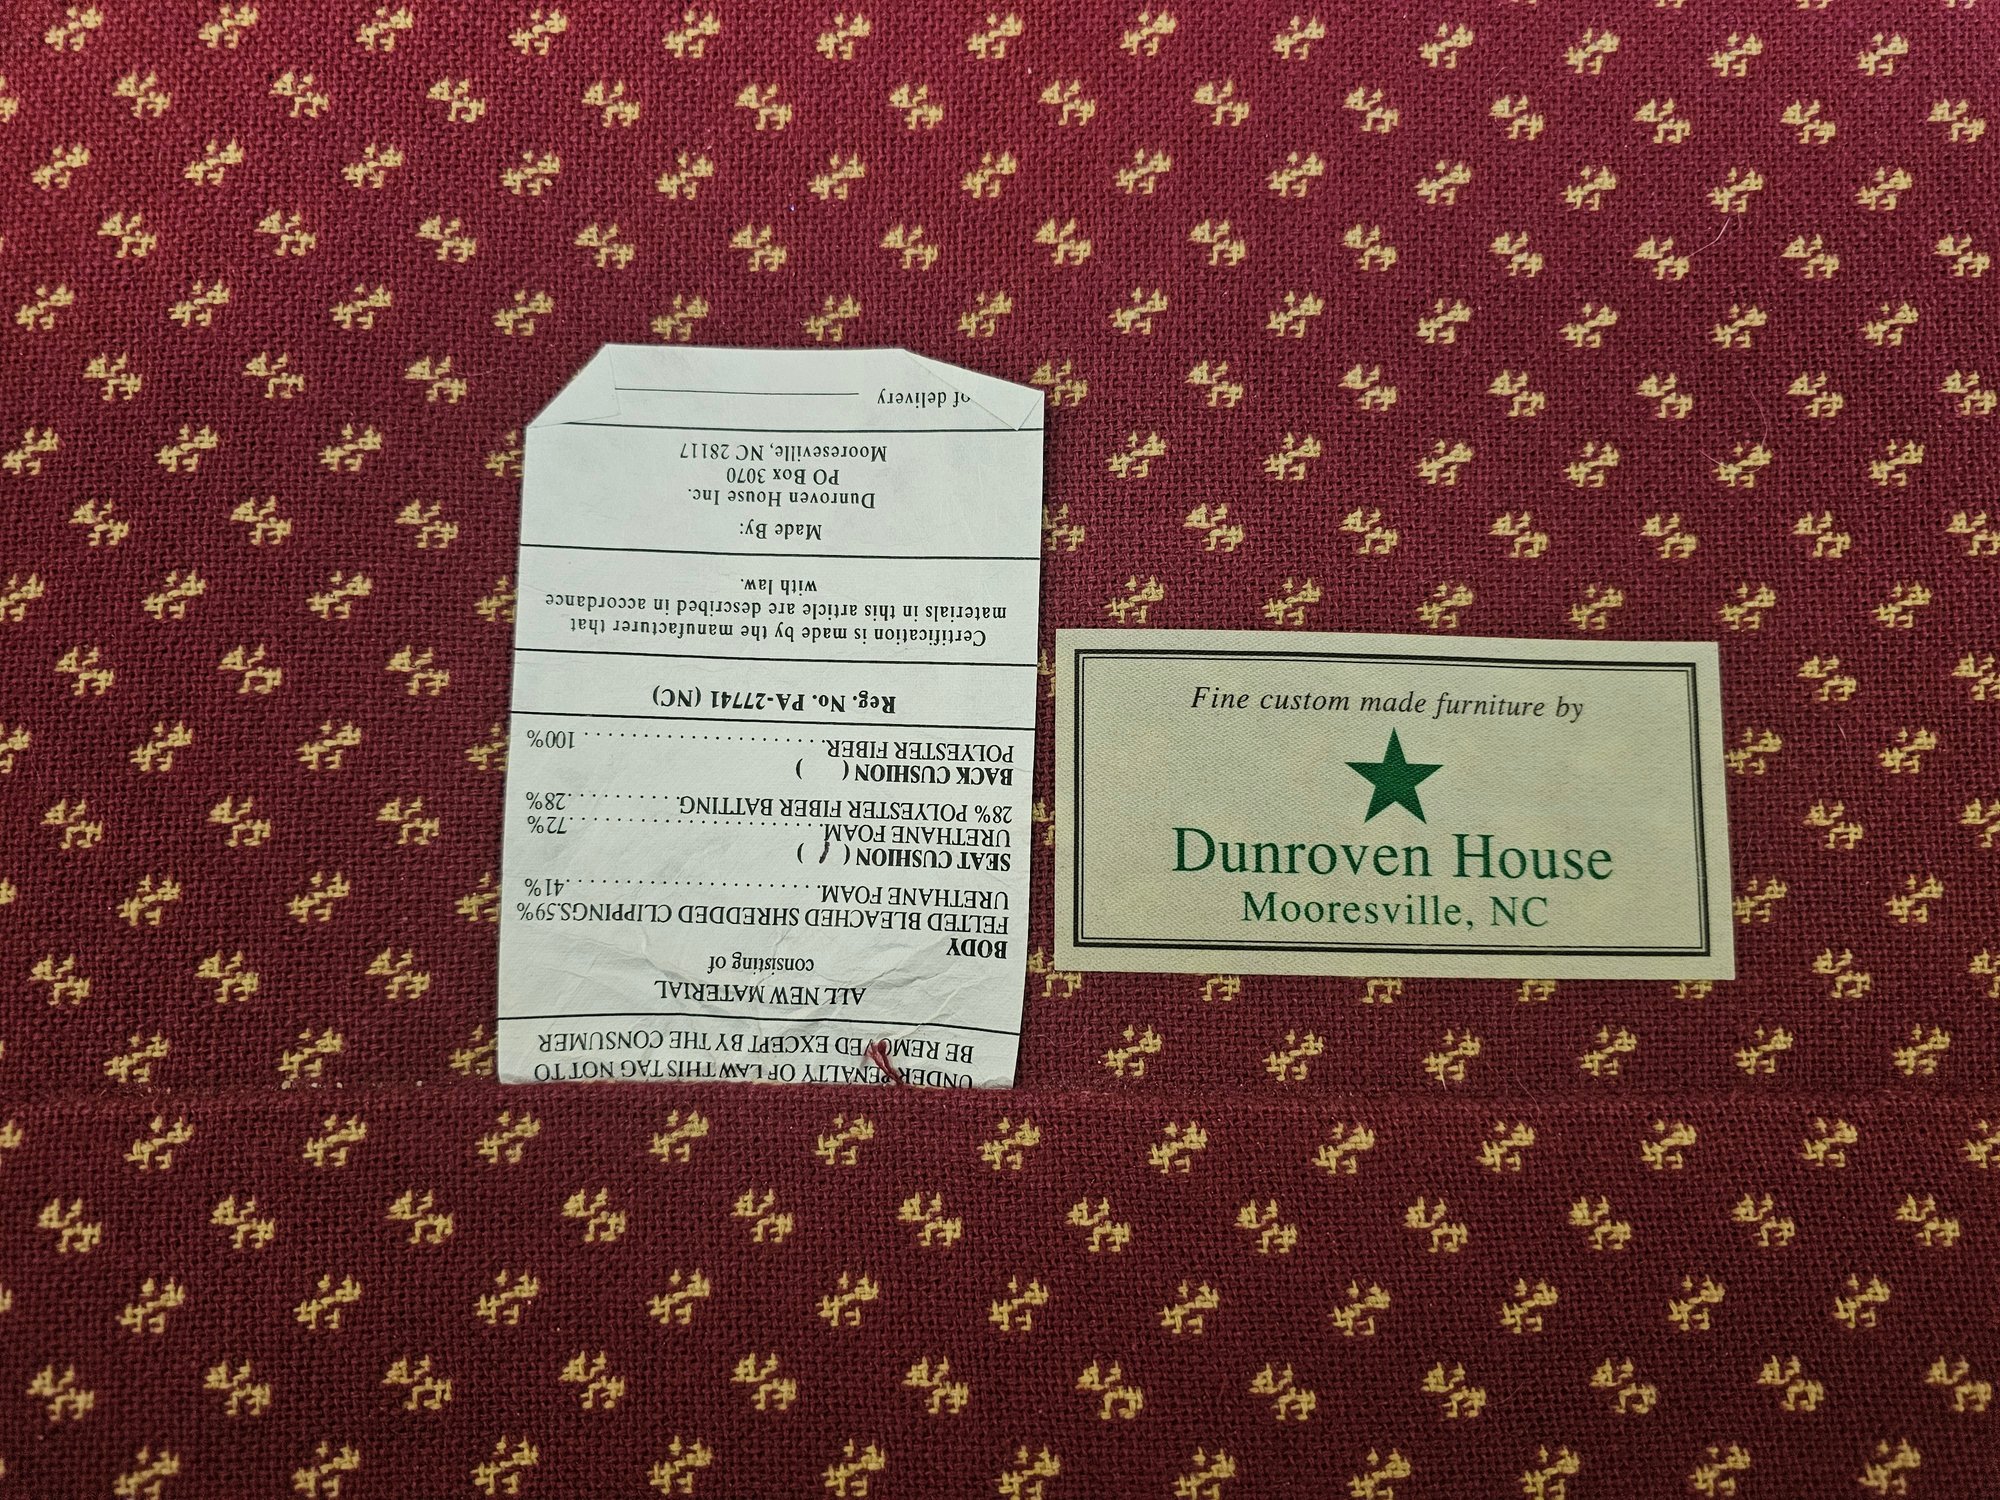 UNDER PENALTY OF LAW THIS TAG NOT TO
BE REMOVED EXCEPT BY THE CONSUMER
ALL NEW MATERIAL
consisting of
BODY
FELTED BLEACHED SHREDDED CLIPPINGS.59%
URETHANE FOAM.......................41%
SEAT CUSHION ( )
URETHANE FOAM.......................72%
28% POLYESTER FIBER BATTING..........28%
BACK CUSHION ( )
POLYESTER FIBER......................100%
Reg. No. PA-27741 (NC)
Certification is made by the manufacturer that
materials in this article are described in accordance
with law.
Made By:
Dunroven House Inc.
PO Box 3070
Mooreseville, NC 28117
of delivery
Fine custom made furniture by
Dunroven House
Mooresville, NC